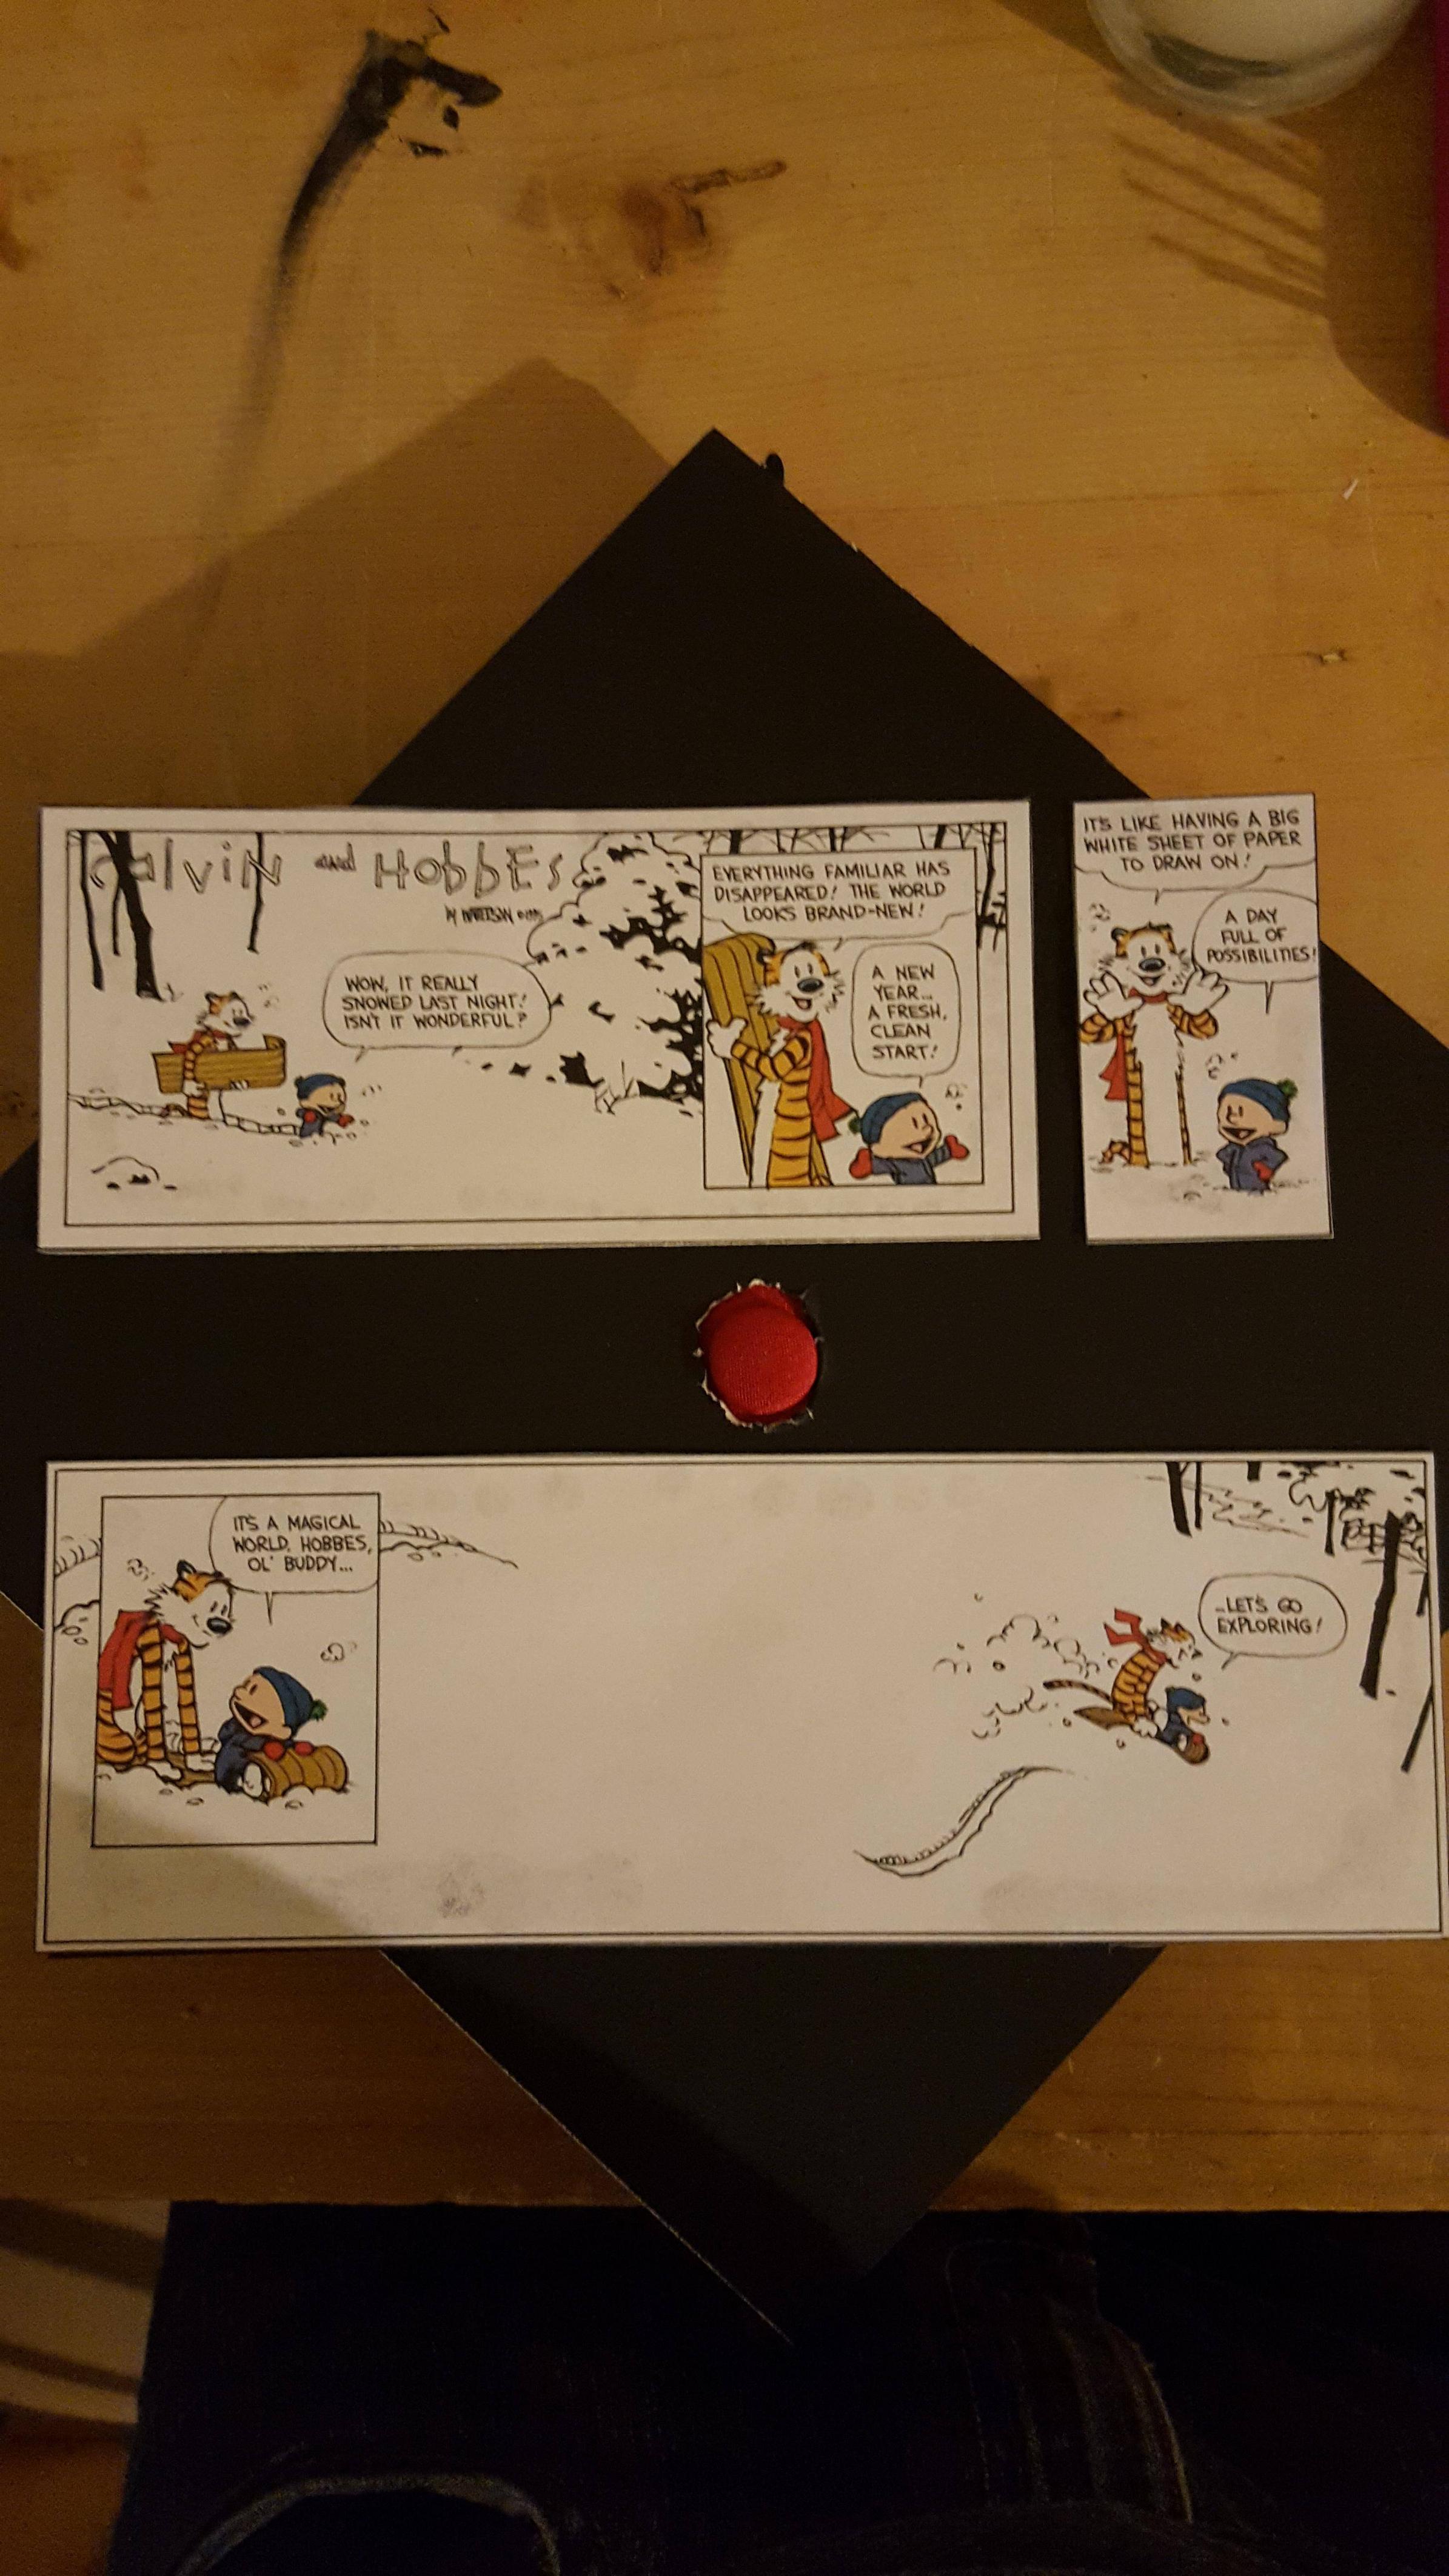 Calvin and HobbEs
by WATTERSON
WOW, IT REALLY
SNOWED LAST NIGHT!
ISN'T IT WONDERFUL?
EVERYTHING FAMILIAR HAS
DISAPPEARED! THE WORLD
LOOKS BRAND-NEW!
A NEW
YEAR...
A FRESH,
CLEAN
START!
IT'S LIKE HAVING A BIG
WHITE SHEET OF PAPER
TO DRAW ON!
A DAY
FULL OF
POSSIBILITIES!
IT'S A MAGICAL
WORLD, HOBBES,
OL' BUDDY...
...LET'S GO
EXPLORING!